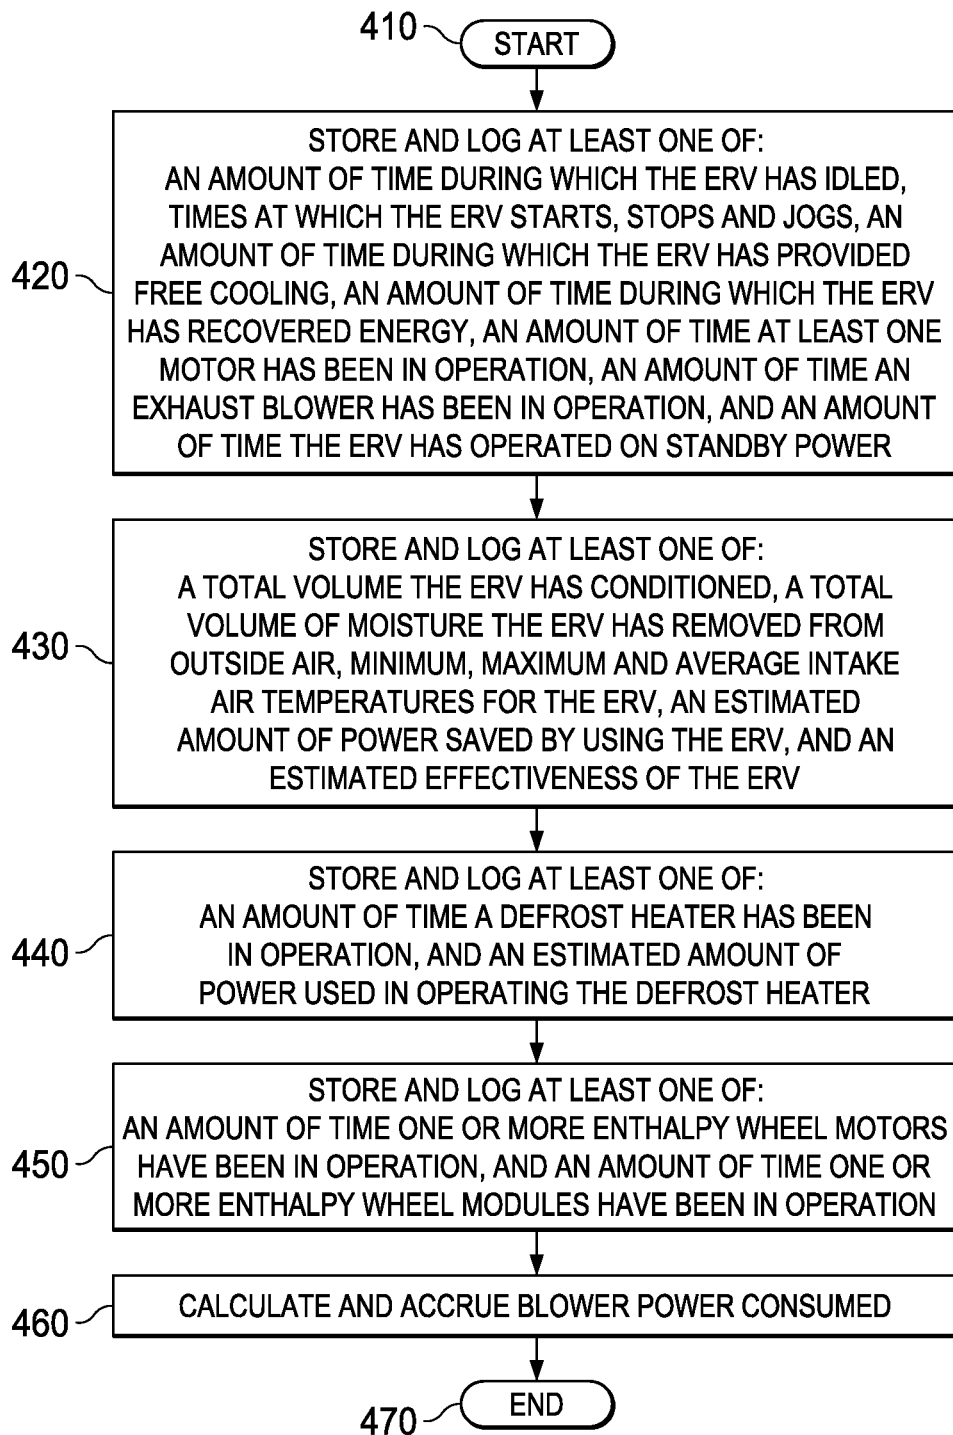 410
START
420
STORE AND LOG AT LEAST ONE OF:
AN AMOUNT OF TIME DURING WHICH THE ERV HAS IDLED,
TIMES AT WHICH THE ERV STARTS, STOPS AND JOGS, AN
AMOUNT OF TIME DURING WHICH THE ERV HAS PROVIDED
FREE COOLING, AN AMOUNT OF TIME DURING WHICH THE ERV
HAS RECOVERED ENERGY, AN AMOUNT OF TIME AT LEAST ONE
MOTOR HAS BEEN IN OPERATION, AN AMOUNT OF TIME AN
EXHAUST BLOWER HAS BEEN IN OPERATION, AND AN AMOUNT
OF TIME THE ERV HAS OPERATED ON STANDBY POWER
430
STORE AND LOG AT LEAST ONE OF:
A TOTAL VOLUME THE ERV HAS CONDITIONED, A TOTAL
VOLUME OF MOISTURE THE ERV HAS REMOVED FROM
OUTSIDE AIR, MINIMUM, MAXIMUM AND AVERAGE INTAKE
AIR TEMPERATURES FOR THE ERV, AN ESTIMATED
AMOUNT OF POWER SAVED BY USING THE ERV, AND AN
ESTIMATED EFFECTIVENESS OF THE ERV
440
STORE AND LOG AT LEAST ONE OF:
AN AMOUNT OF TIME A DEFROST HEATER HAS BEEN
IN OPERATION, AND AN ESTIMATED AMOUNT OF
POWER USED IN OPERATING THE DEFROST HEATER
450
STORE AND LOG AT LEAST ONE OF:
AN AMOUNT OF TIME ONE OR MORE ENTHALPY WHEEL MOTORS
HAVE BEEN IN OPERATION, AND AN AMOUNT OF TIME ONE OR
MORE ENTHALPY WHEEL MODULES HAVE BEEN IN OPERATION
460
CALCULATE AND ACCRUE BLOWER POWER CONSUMED
470
END